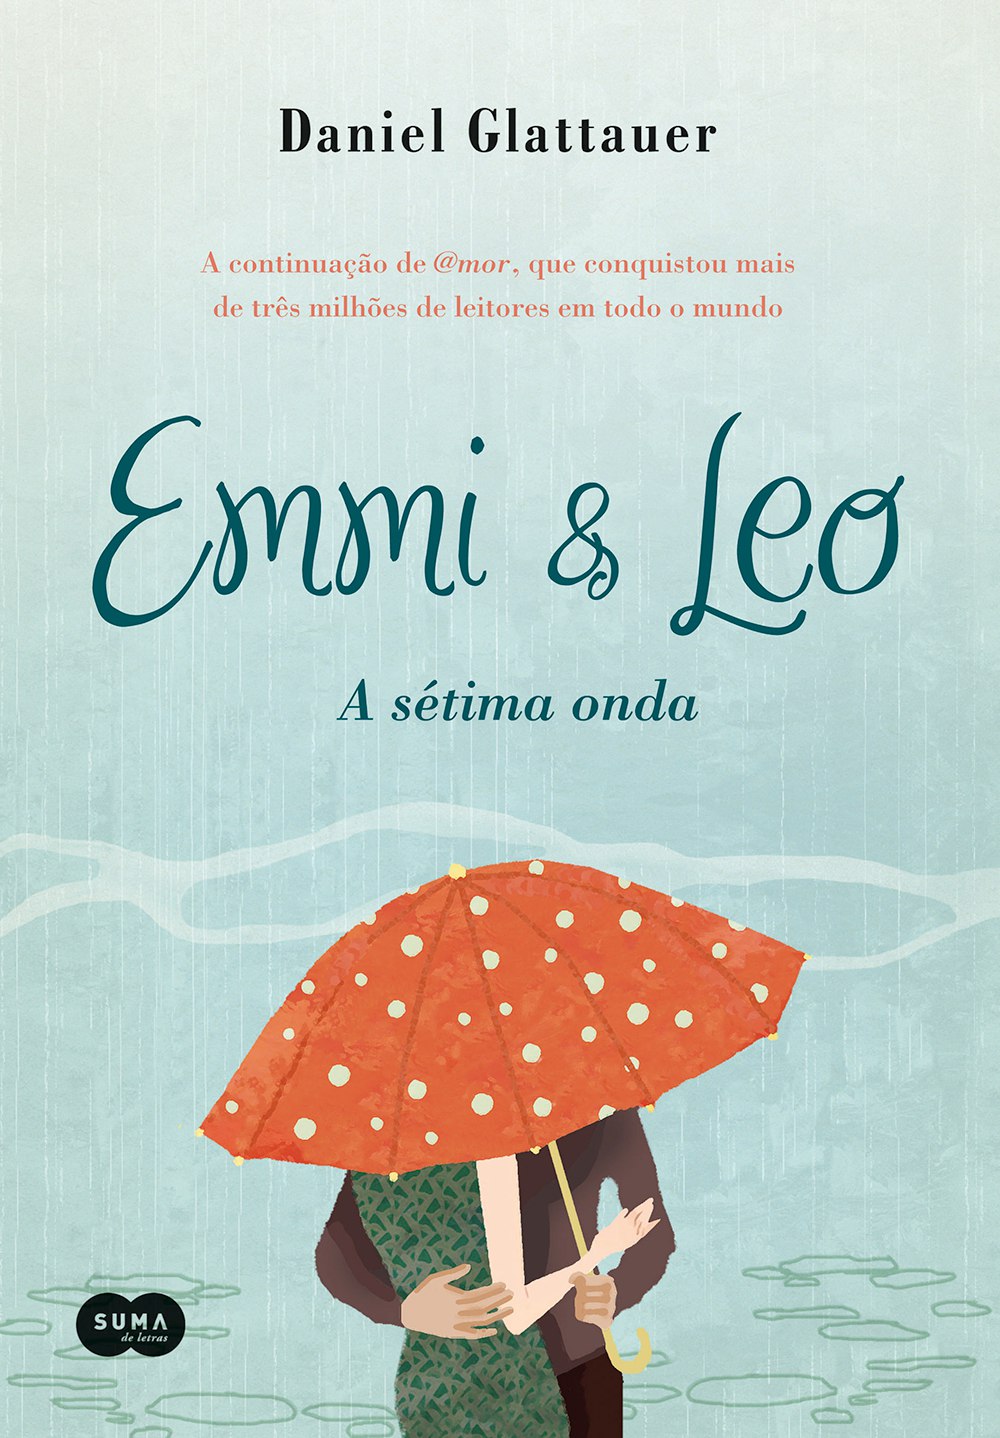 Daniel Glattauer
A continuação de @mor, que conquistou mais
de três milhões de leitores em todo o mundo
Emmi & Leo
A sétima onda
SUMA
de letras